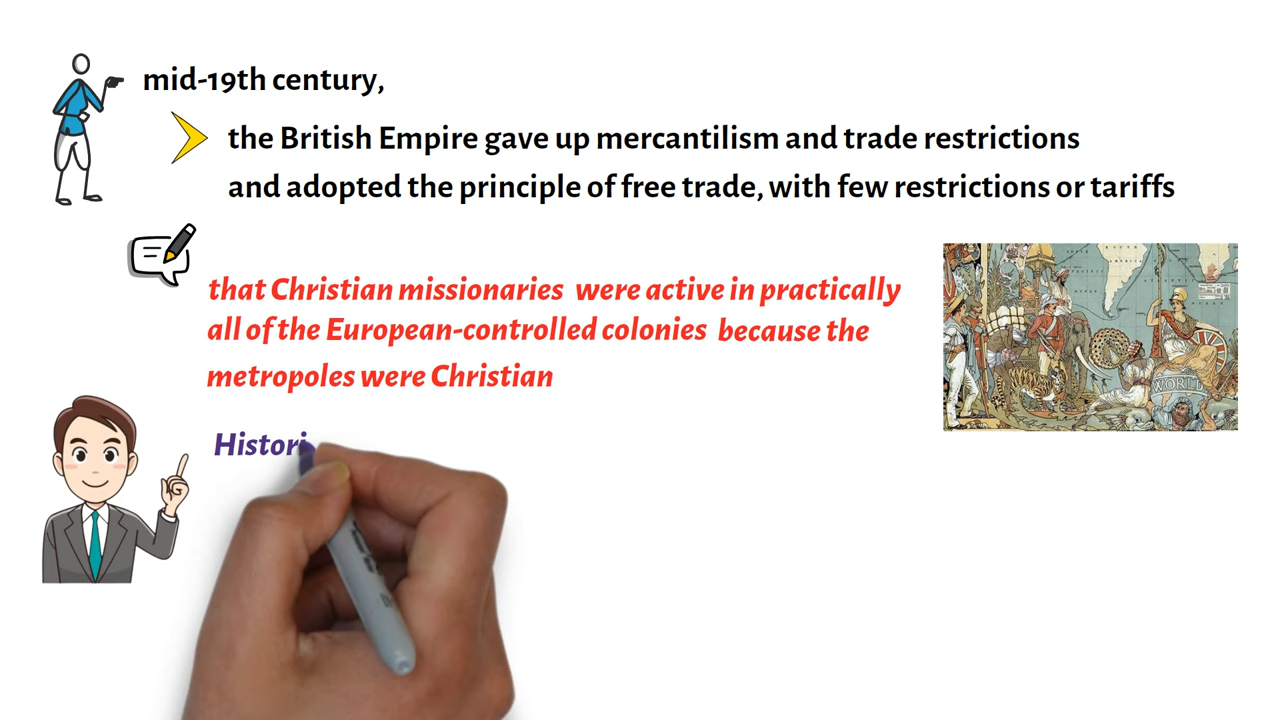 mid-19th century,
the British Empire gave up mercantilism and trade restrictions
and adopted the principle of free trade, with few restrictions or tariffs
that Christian missionaries were active in practically
all of the European-controlled colonies because the
metropoles were Christian
Histori
WORLD